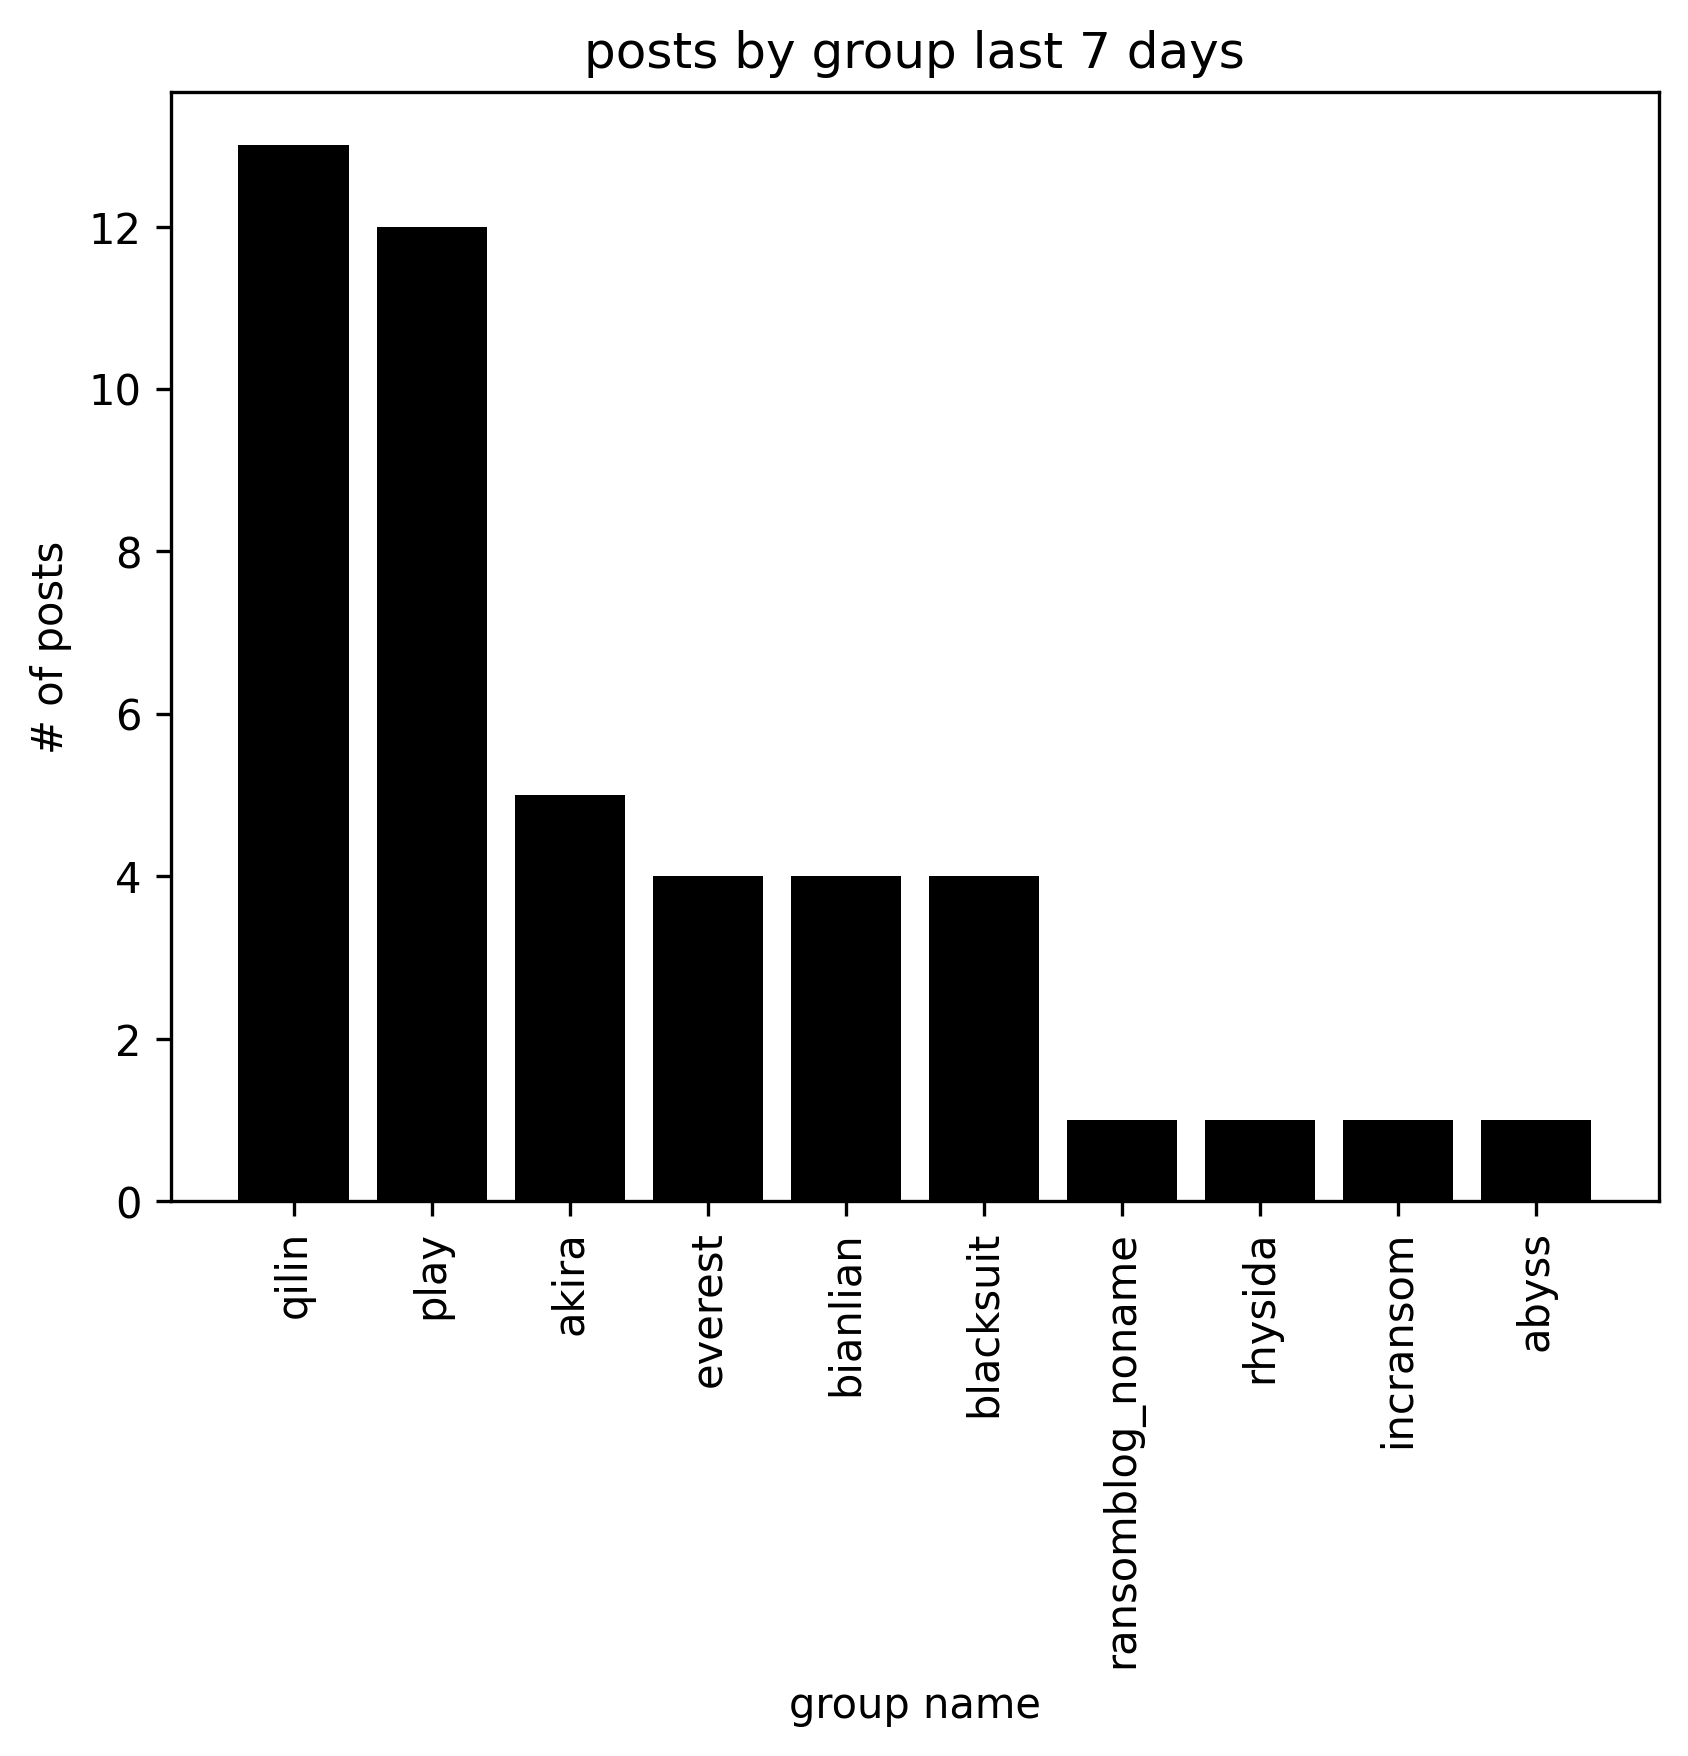 posts by group last 7 days
# of posts
12
10
8
6
4
2
0
qilin
play
akira
everest
bianlian
blacksuit
ransomblog_noname
rhysida
incransom
abyss
group name